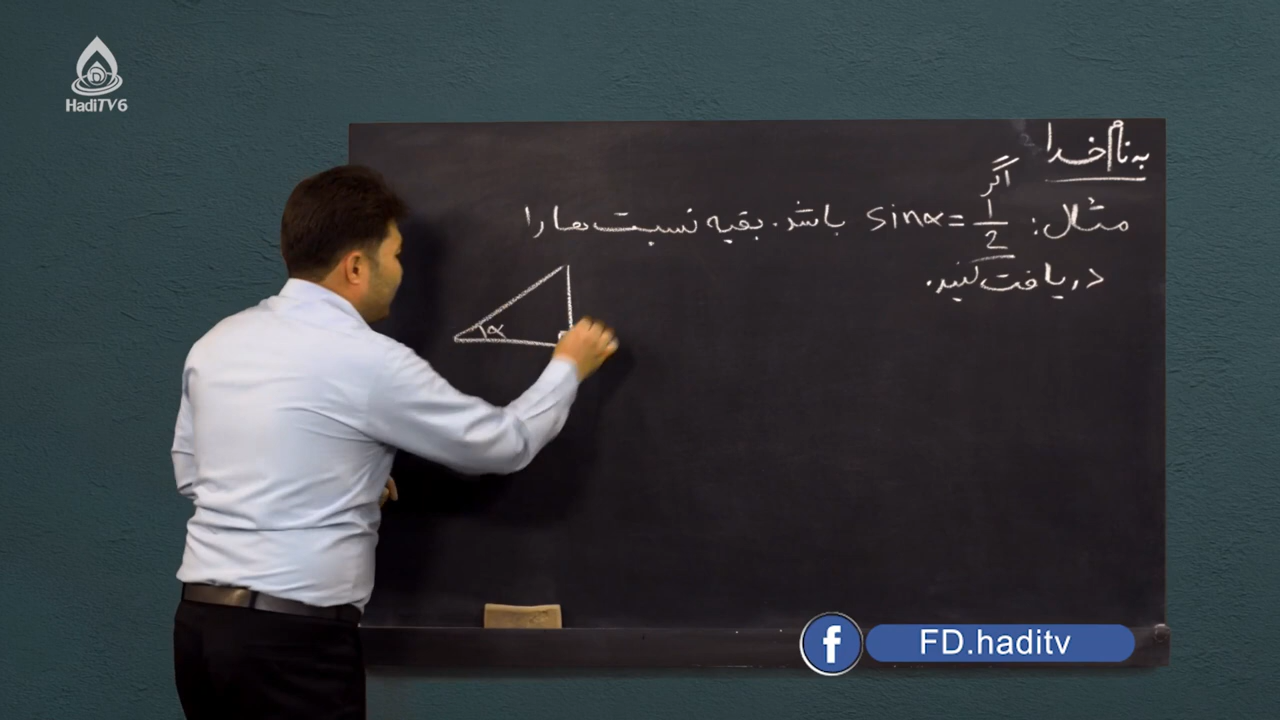 HadiTV6
به نام خدا
مثال: اگر sinα = 1/2 باشد. بقیه نسبت ها را
دریافت کنید.
α
FD.haditv